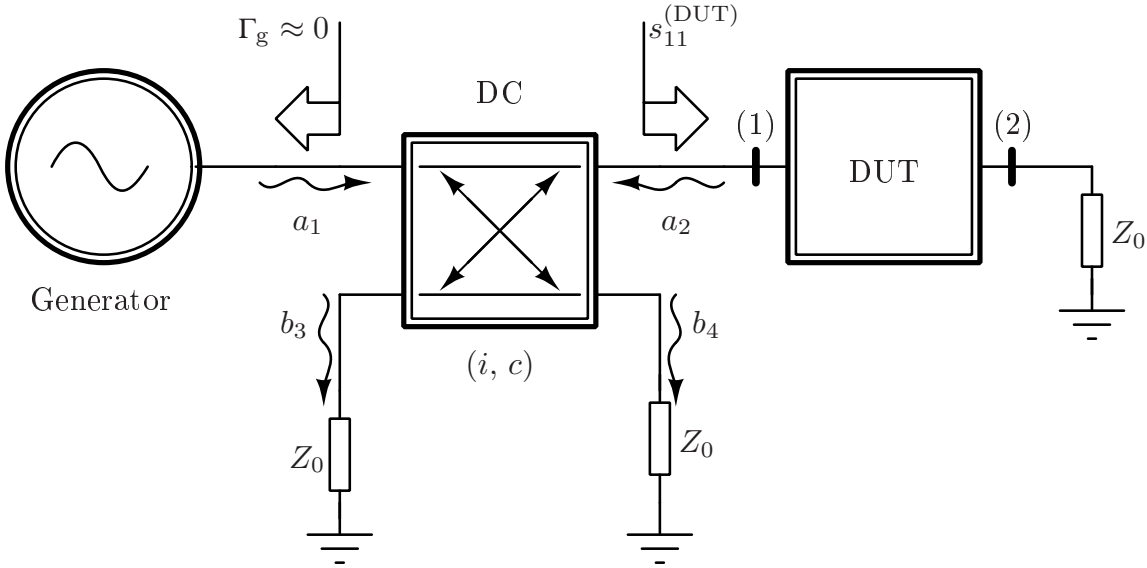 Γg ≈ 0
s11(DUT)
DC
(1)
(2)
DUT
a1
a2
Z0
Generator
b3
b4
(i, c)
Z0
Z0